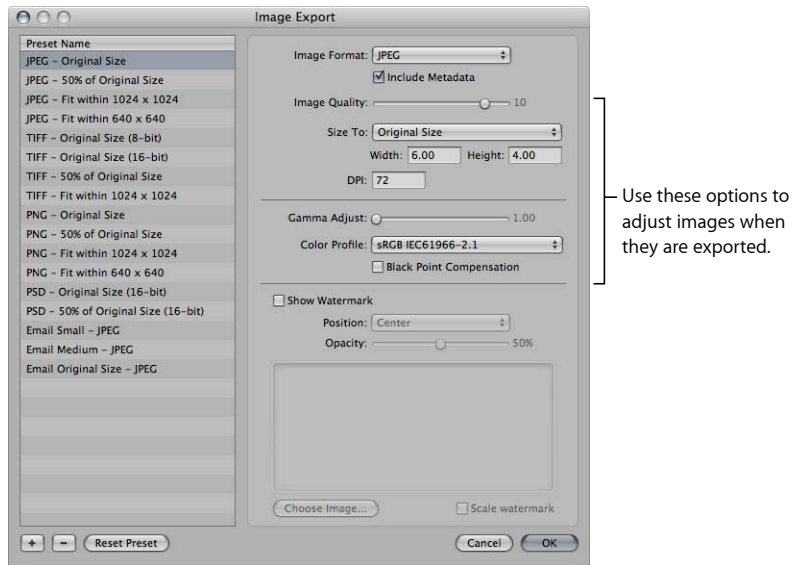 Image Export
Preset Name
JPEG – Original Size
JPEG – 50% of Original Size
JPEG – Fit within 1024 x 1024
JPEG – Fit within 640 x 640
TIFF – Original Size (8-bit)
TIFF – Original Size (16-bit)
TIFF – 50% of Original Size
TIFF – Fit within 1024 x 1024
PNG – Original Size
PNG – 50% of Original Size
PNG – Fit within 1024 x 1024
PNG – Fit within 640 x 640
PSD – Original Size (16-bit)
PSD – 50% of Original Size (16-bit)
Email Small – JPEG
Email Medium – JPEG
Email Original Size – JPEG
+ – Reset Preset
Image Format: JPEG
Include Metadata
Image Quality: 10
Size To: Original Size
Width: 6.00 Height: 4.00
DPI: 72
Gamma Adjust: 1.00
Color Profile: sRGB IEC61966-2.1
Black Point Compensation
Show Watermark
Position: Center
Opacity: 50%
Choose Image... Scale watermark
Cancel OK
Use these options to
adjust images when
they are exported.